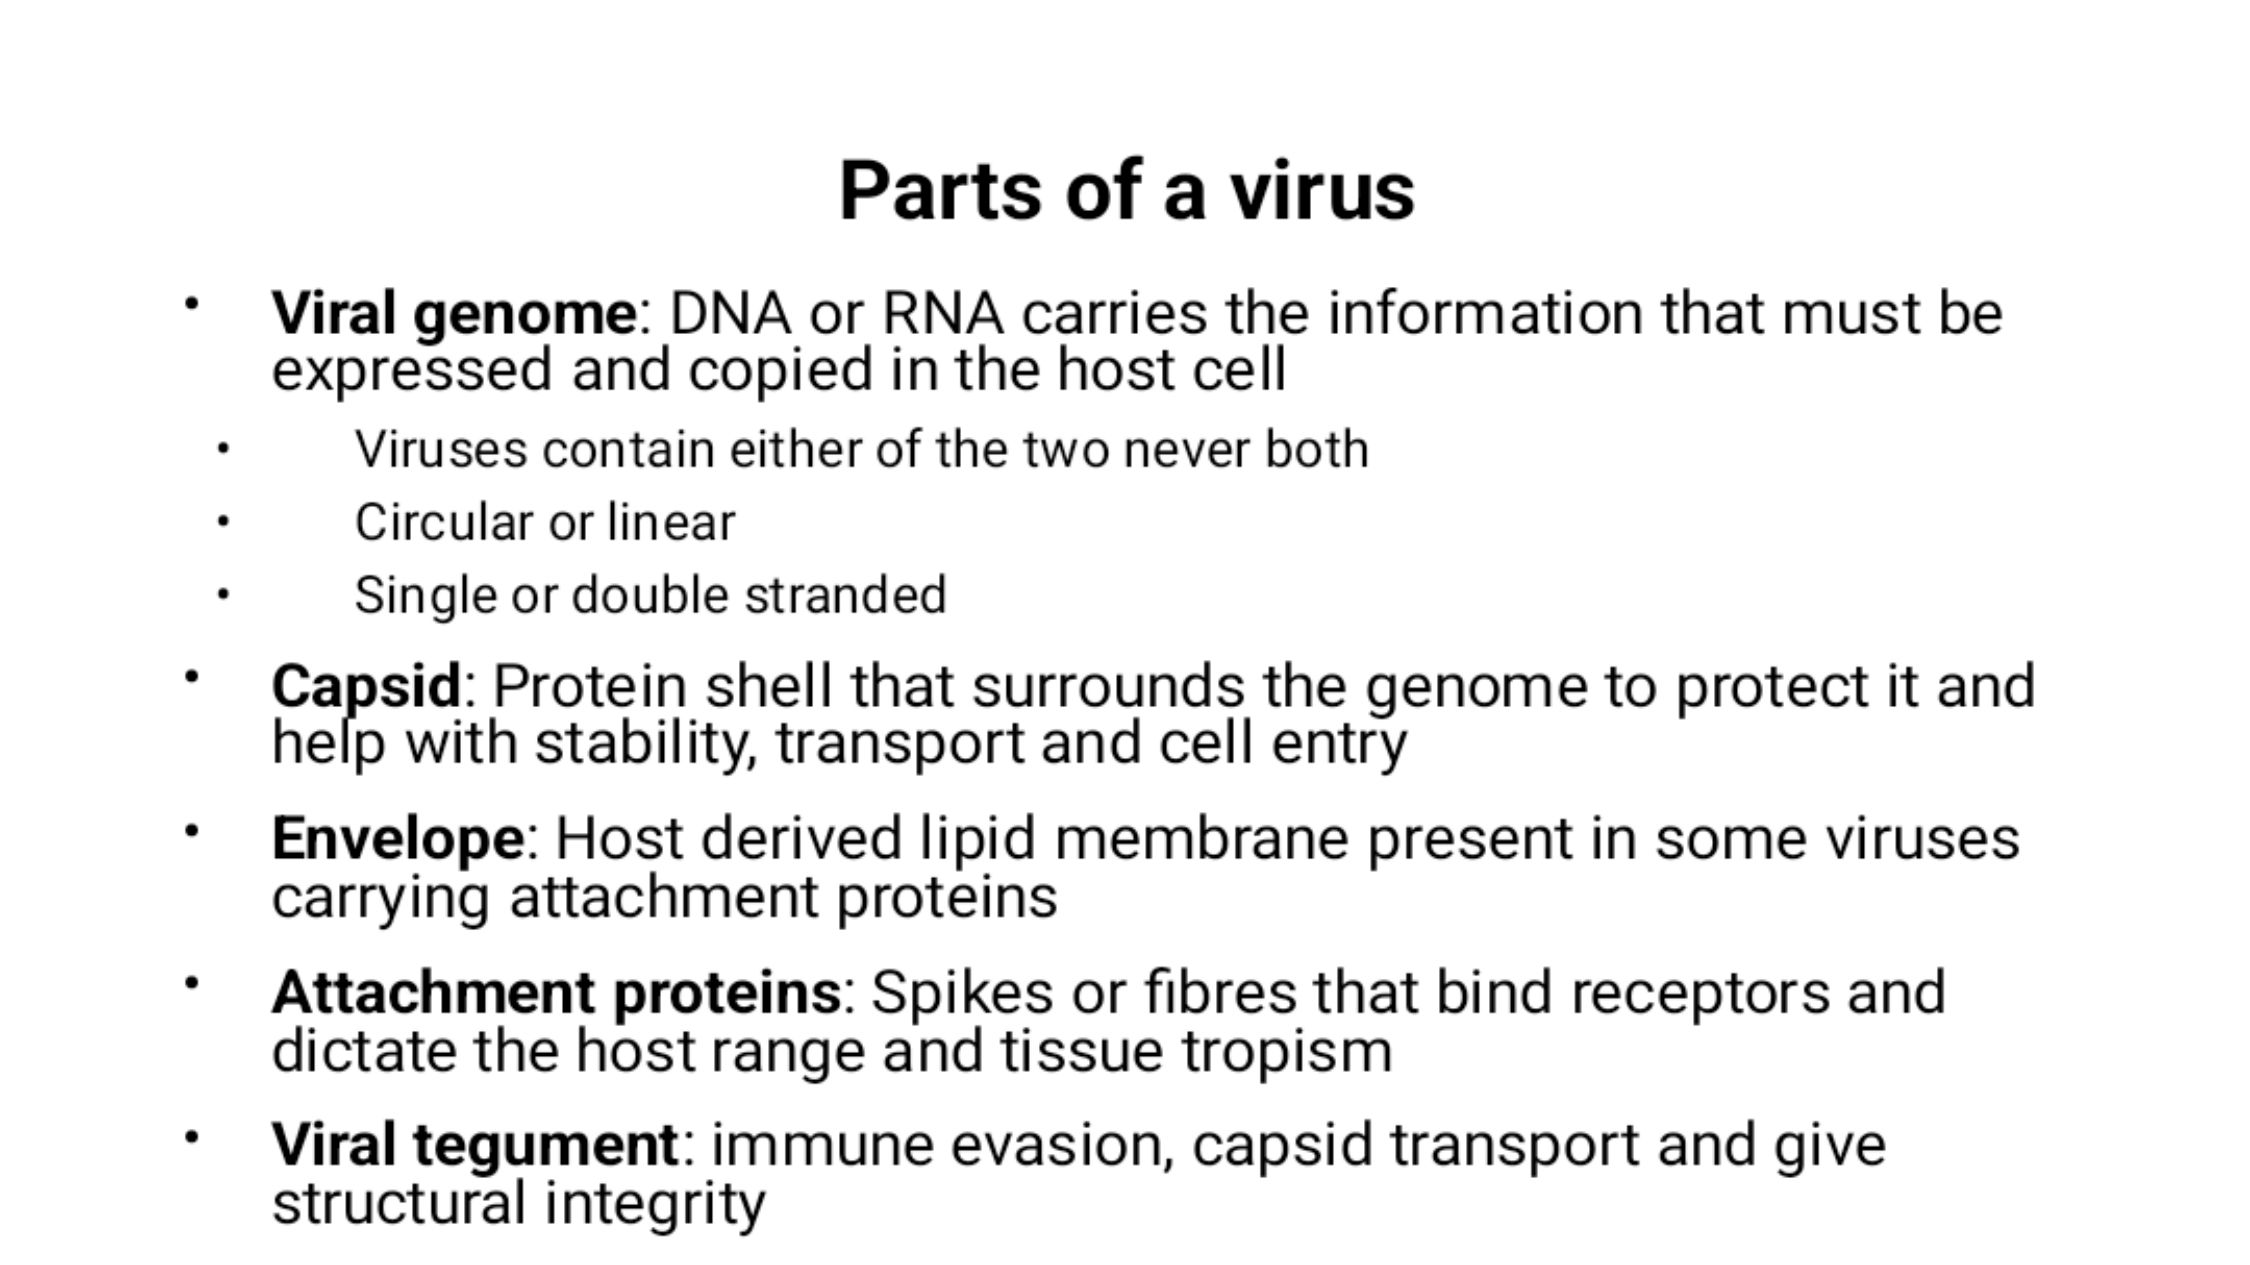 Parts of a virus
• Viral genome: DNA or RNA carries the information that must be
expressed and copied in the host cell
• Viruses contain either of the two never both
• Circular or linear
• Single or double stranded
• Capsid: Protein shell that surrounds the genome to protect it and
help with stability, transport and cell entry
• Envelope: Host derived lipid membrane present in some viruses
carrying attachment proteins
• Attachment proteins: Spikes or fibres that bind receptors and
dictate the host range and tissue tropism
• Viral tegument: immune evasion, capsid transport and give
structural integrity